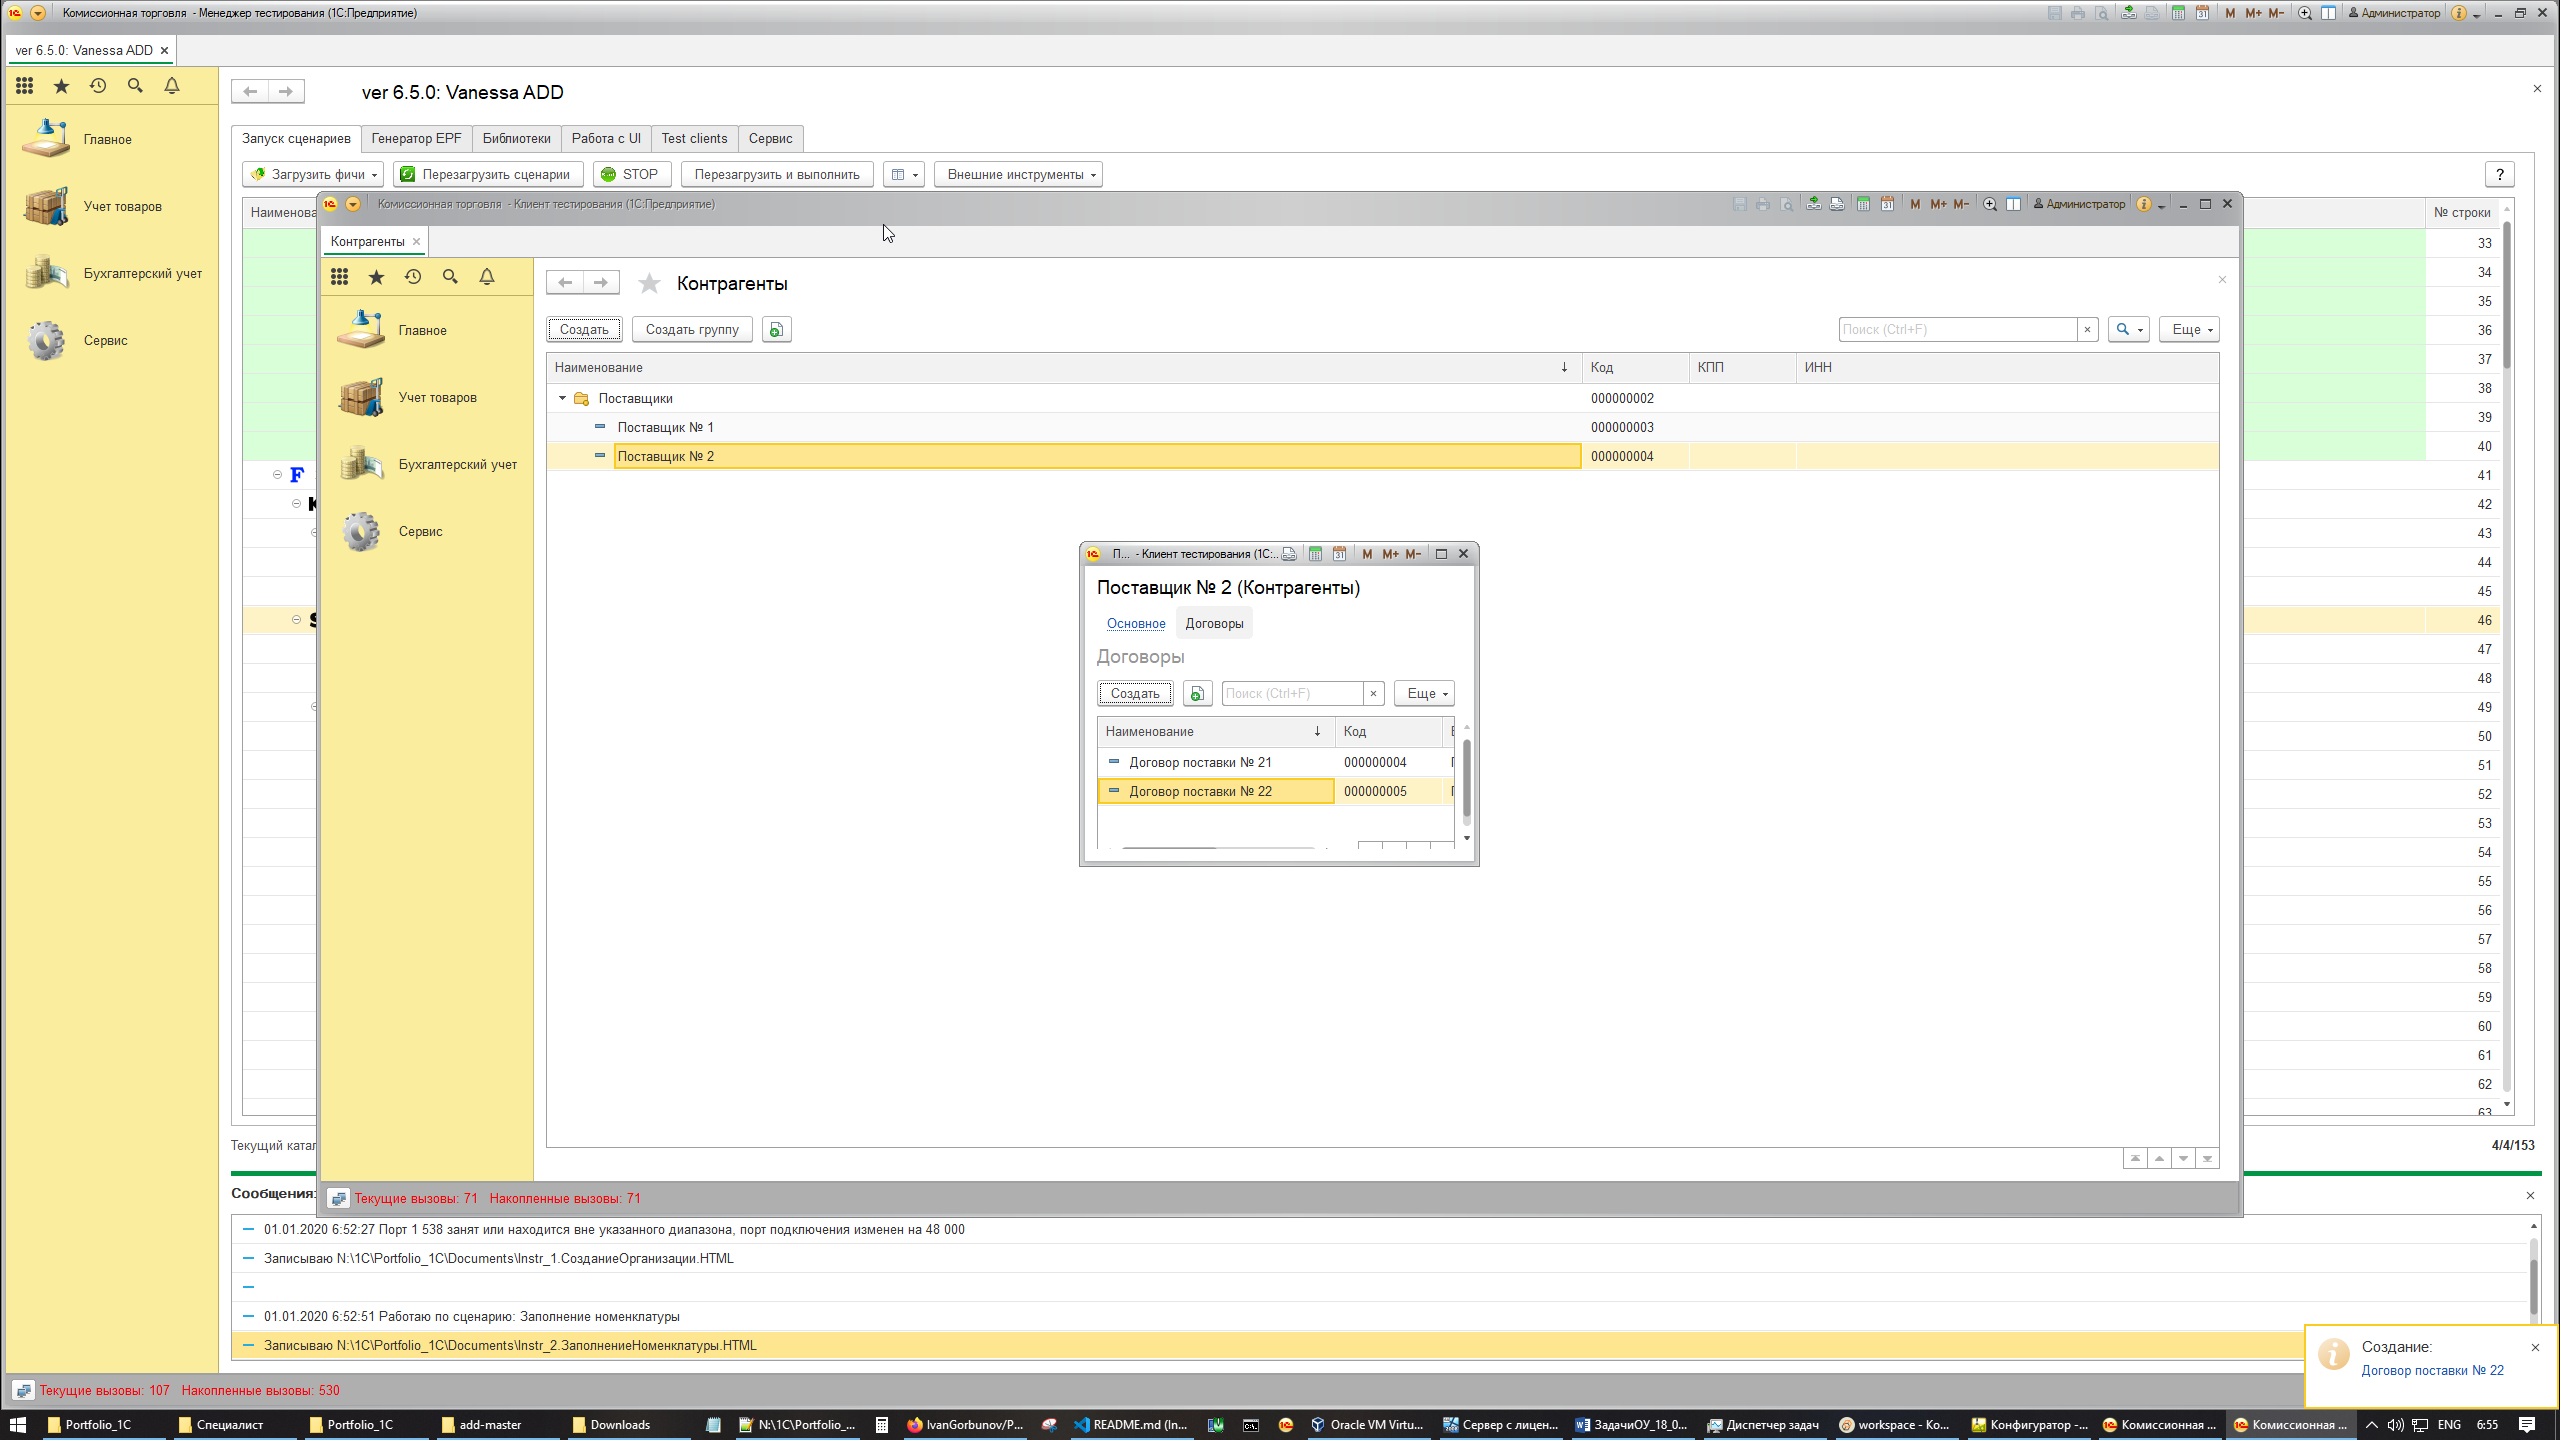 Комиссионная торговля - Менеджер тестирования (1С:Предприятие)
M M+ M- Администратор
ver 6.5.0: Vanessa ADD
ver 6.5.0: Vanessa ADD
Главное
Учет товаров
Бухгалтерский учет
Сервис
Запуск сценариев Генератор EPF Библиотеки Работа с UI Test clients Сервис
Загрузить фичи Перезагрузить сценарии STOP Перезагрузить и выполнить Внешние инструменты ?
№ строки
33
34
35
36
37
38
39
40
41
42
43
44
45
46
47
48
49
50
51
52
53
54
55
56
57
58
59
60
61
62
63
F
Комиссионная торговля - Клиент тестирования (1С:Предприятие)
M M+ M- Администратор
Контрагенты
Главное
Учет товаров
Бухгалтерский учет
Сервис
Контрагенты
Создать Создать группу Поиск (Ctrl+F) Еще
Наименование Код КПП ИНН
Поставщики 000000002
Поставщик № 1 000000003
Поставщик № 2 000000004
П... - Клиент тестирования (1С:... M M+ M-
Поставщик № 2 (Контрагенты)
Основное Договоры
Договоры
Создать Поиск (Ctrl+F) Еще
Наименование Код
Договор поставки № 21 000000004
Договор поставки № 22 000000005
Текущие вызовы: 71 Накопленные вызовы: 71
4/4/153
Сообщения:
01.01.2020 6:52:27 Порт 1 538 занят или находится вне указанного диапазона, порт подключения изменен на 48 000
Записываю N:\1C\Portfolio_1C\Documents\Instr_1.СозданиеОрганизации.HTML
01.01.2020 6:52:51 Работаю по сценарию: Заполнение номенклатуры
Записываю N:\1C\Portfolio_1C\Documents\Instr_2.ЗаполнениеНоменклатуры.HTML
Создание:
Договор поставки № 22
Текущие вызовы: 107 Накопленные вызовы: 530
Portfolio_1C Специалист Portfolio_1C add-master Downloads N:\1C\Portfolio_... IvanGorbunov/P... README.md (In... Oracle VM Virtu... Сервер с лицен... ЗадачиОУ_18_0... Диспетчер задач workspace - Ко... Конфигуратор -... Комиссионная ... Комиссионная ... ENG 6:55